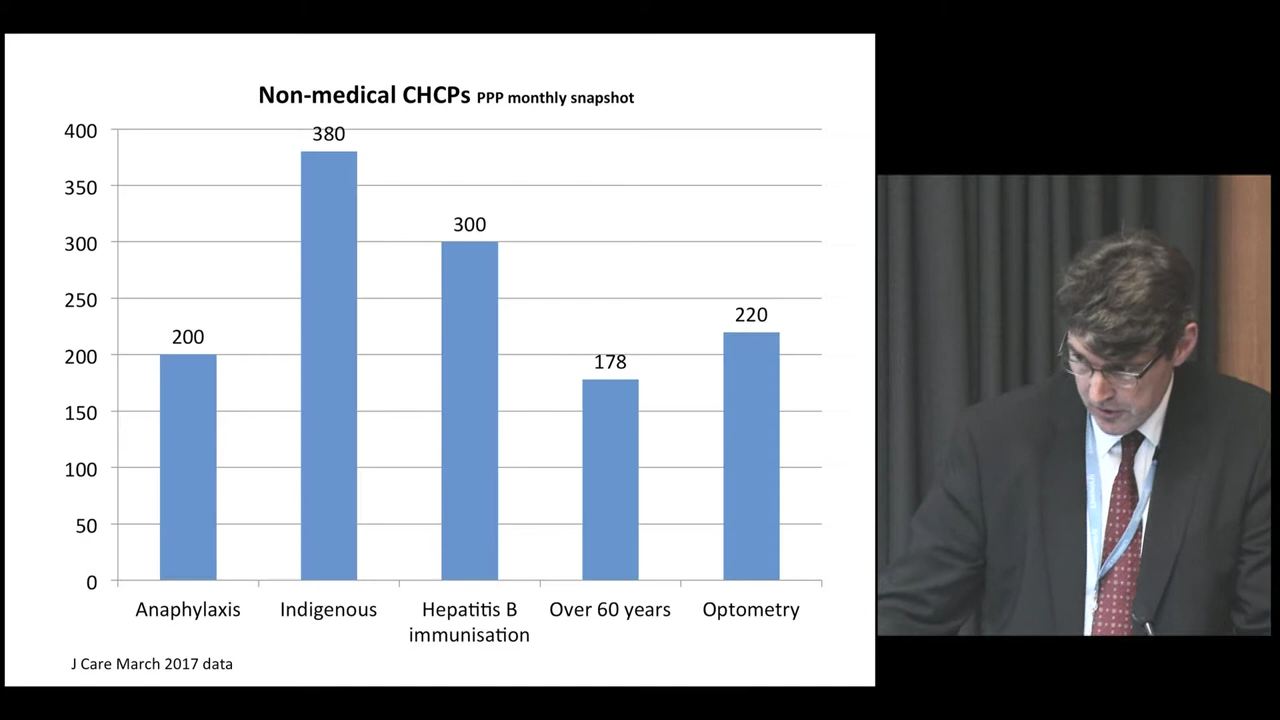 Non-medical CHCPs PPP monthly snapshot
400
350
300
250
200
150
100
50
0
200
380
300
178
220
Anaphylaxis
Indigenous
Hepatitis B
immunisation
Over 60 years
Optometry
J Care March 2017 data